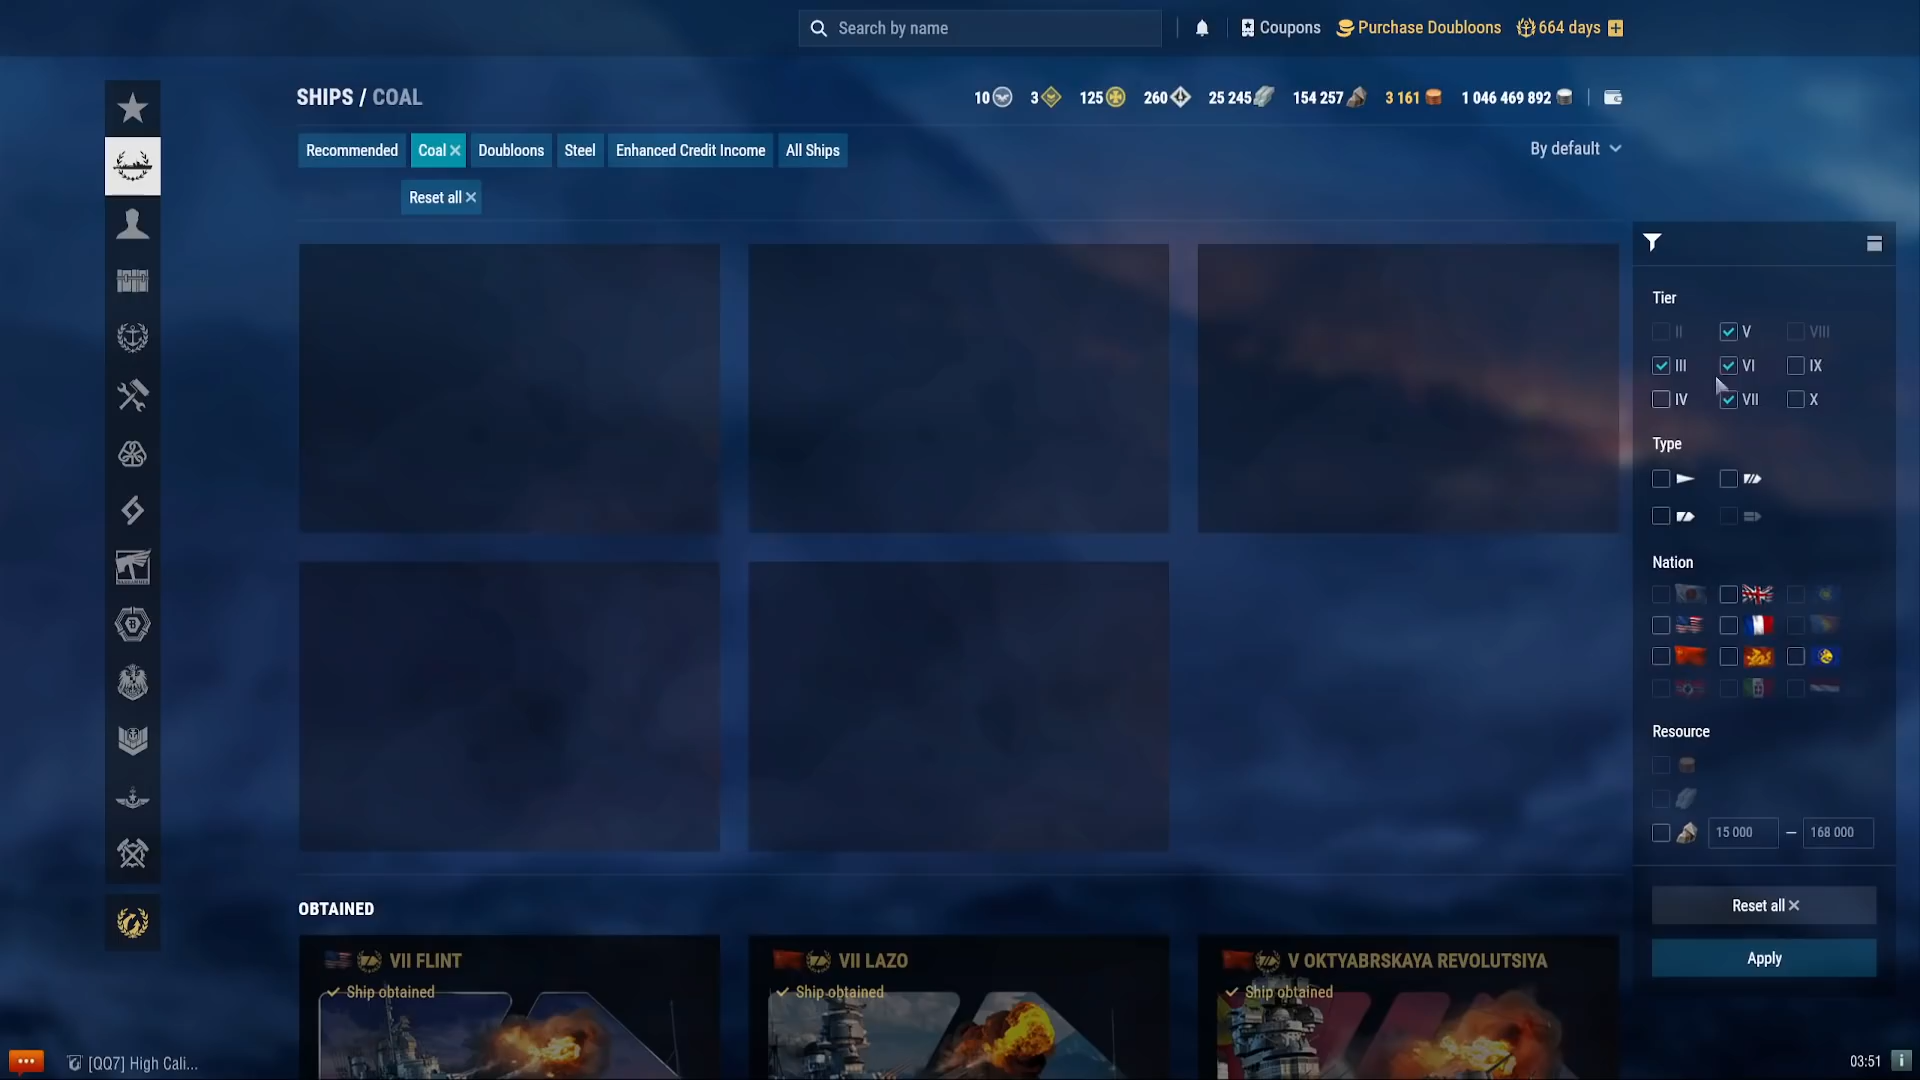 Search by name
Coupons
Purchase Doubloons
664 days
SHIPS / COAL
10
3
125
260
25 245
154 257
3 161
1 046 469 892
Recommended
Coal
Doubloons
Steel
Enhanced Credit Income
All Ships
By default
Reset all
Tier
II
V
VIII
III
VI
IX
IV
VII
X
Type
Nation
Resource
15 000 — 168 000
Reset all
Apply
OBTAINED
VII FLINT
Ship obtained
VII LAZO
Ship obtained
V OKTYABRSKAYA REVOLUTSIYA
Ship obtained
[QQ7] High Cali...
03:51